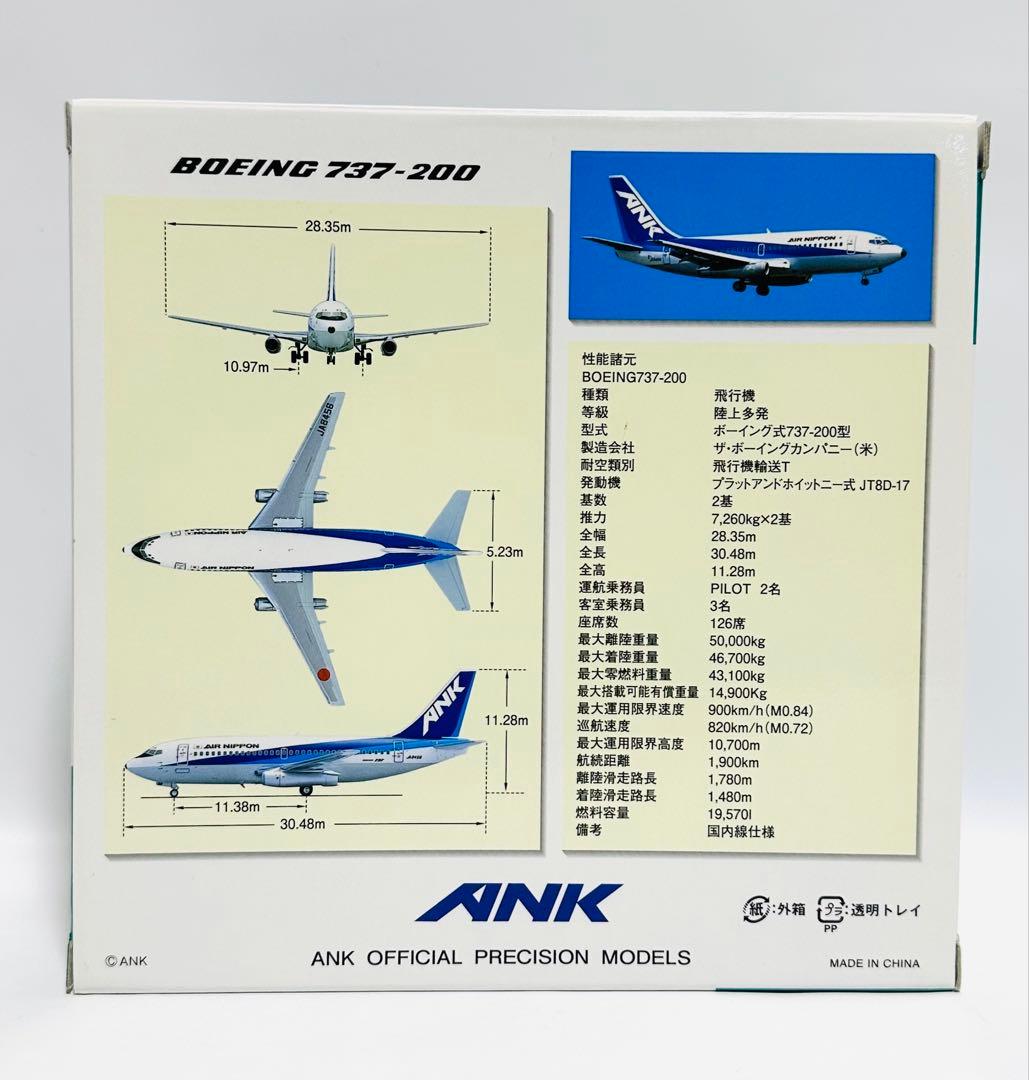 BOEING 737-200
28.35m
10.97m
JA8456
AIR NIPPON
AIR NIPPON
5.23m
ANK
AIR NIPPON
11.28m
11.38m
30.48m
ANK
AIR NIPPON
性能諸元
BOEING737-200
種類 飛行機
等級 陸上多発
型式 ボーイング式737-200型
製造会社 ザ・ボーイングカンパニー(米)
耐空類別 飛行機輸送T
発動機 プラットアンドホイットニー式 JT8D-17
基数 2基
推力 7,260kg×2基
全幅 28.35m
全長 30.48m
全高 11.28m
運航乗務員 PILOT 2名
客室乗務員 3名
座席数 126席
最大離陸重量 50,000kg
最大着陸重量 46,700kg
最大零燃料重量 43,100kg
最大搭載可能有償重量 14,900Kg
最大運用限界速度 900km/h(M0.84)
巡航速度 820km/h(M0.72)
最大運用限界高度 10,700m
航続距離 1,900km
離陸滑走路長 1,780m
着陸滑走路長 1,480m
燃料容量 19,570l
備考 国内線仕様
ANK
紙:外箱 プラ:透明トレイ
PP
©ANK
ANK OFFICIAL PRECISION MODELS
MADE IN CHINA